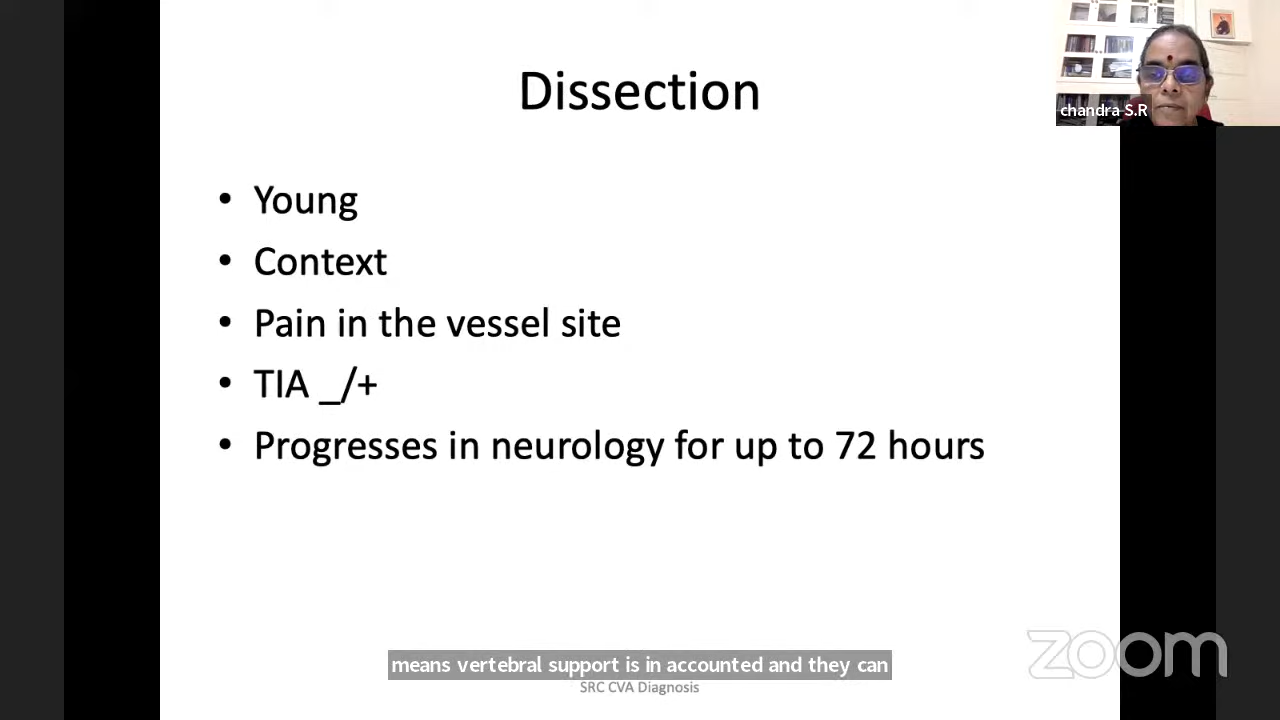 Dissection
chandra S.R
• Young
• Context
• Pain in the vessel site
• TIA _/+
• Progresses in neurology for up to 72 hours
means vertebral support is in accounted and they can
SRC CVA Diagnosis
zoom